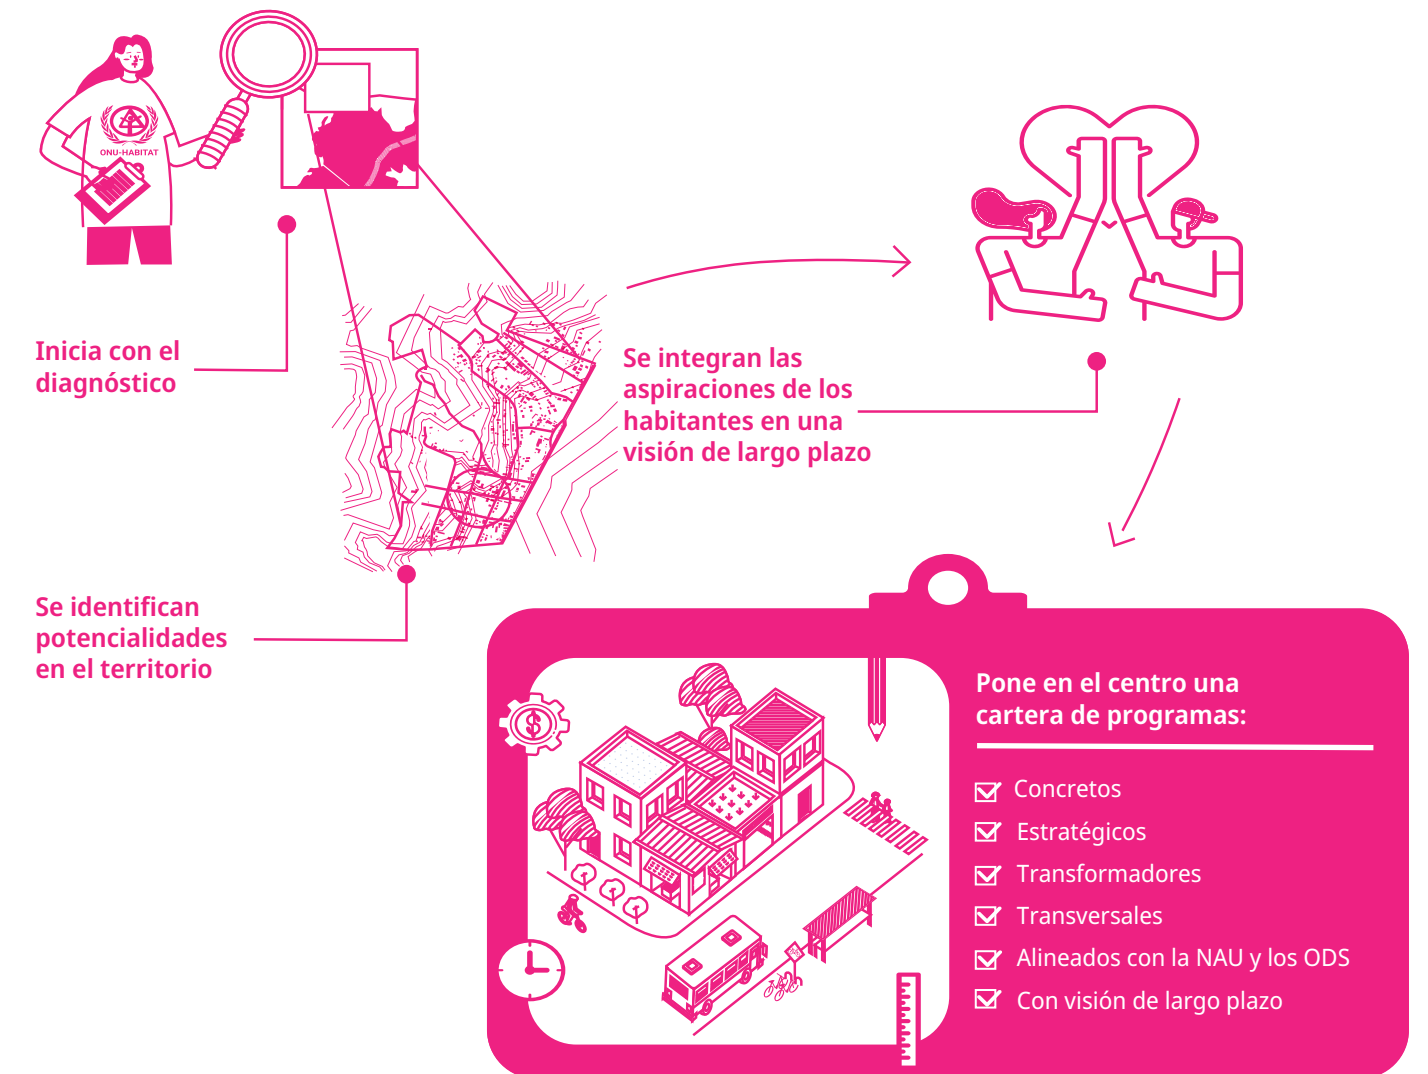 ONU-HABITAT
Inicia con el
diagnóstico
Se identifican
potencialidades
en el territorio
Se integran las
aspiraciones de los
habitantes en una
visión de largo plazo
$
Pone en el centro una
cartera de programas:
Concretos
Estratégicos
Transformadores
Transversales
Alineados con la NAU y los ODS
Con visión de largo plazo